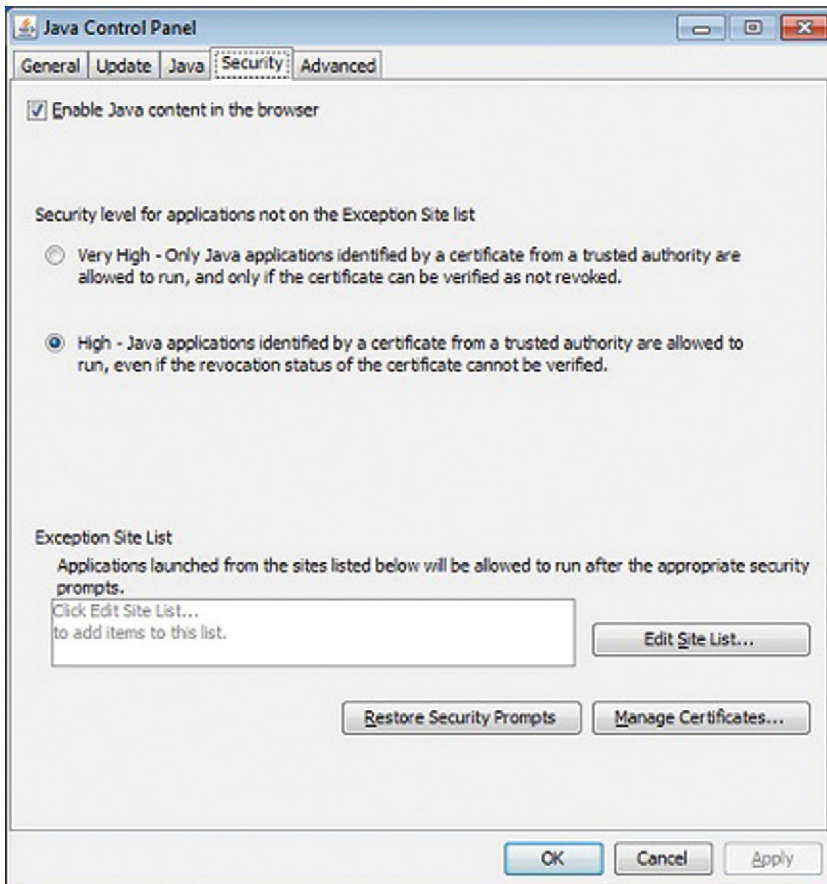 Java Control Panel
General Update Java Security Advanced
Enable Java content in the browser
Security level for applications not on the Exception Site list
Very High - Only Java applications identified by a certificate from a trusted authority are
allowed to run, and only if the certificate can be verified as not revoked.
High - Java applications identified by a certificate from a trusted authority are allowed to
run, even if the revocation status of the certificate cannot be verified.
Exception Site List
Applications launched from the sites listed below will be allowed to run after the appropriate security
prompts.
Click Edit Site List...
to add items to this list.
Edit Site List...
Restore Security Prompts Manage Certificates...
OK Cancel Apply